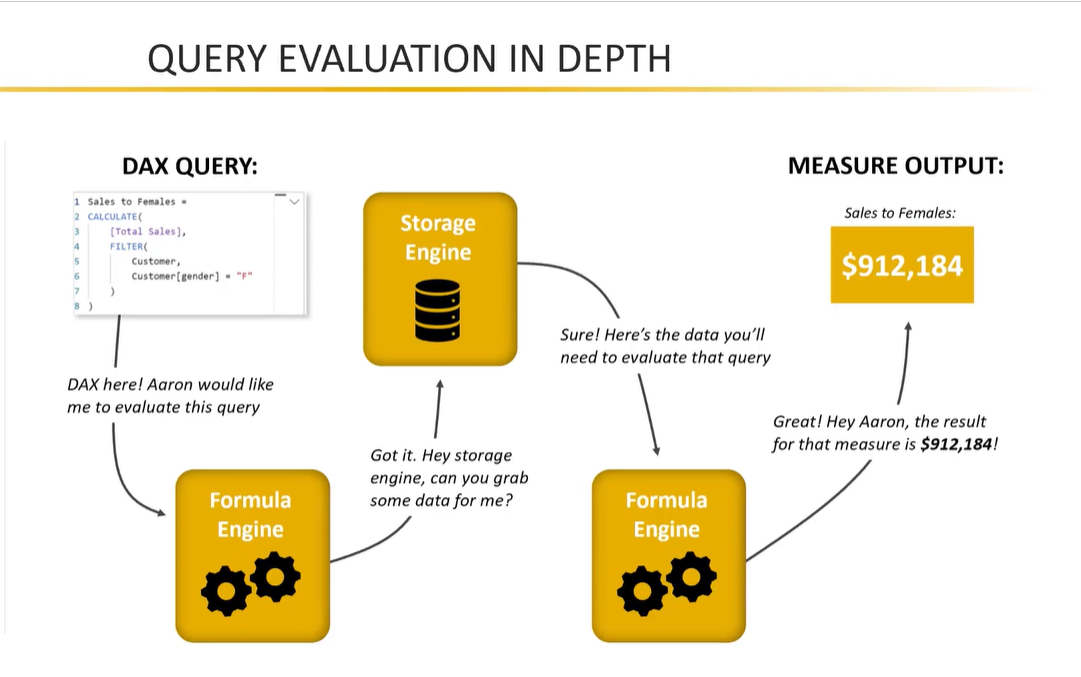 QUERY EVALUATION IN DEPTH
DAX QUERY:
1 Sales to Females =
2 CALCULATE(
3 [Total Sales],
4 FILTER(
5 Customer,
6 Customer[gender] = "F"
7 )
8 )
DAX here! Aaron would like
me to evaluate this query
Formula
Engine
Got it. Hey storage
engine, can you grab
some data for me?
Storage
Engine
Sure! Here's the data you'll
need to evaluate that query
Formula
Engine
Great! Hey Aaron, the result
for that measure is $912,184!
MEASURE OUTPUT:
Sales to Females:
$912,184